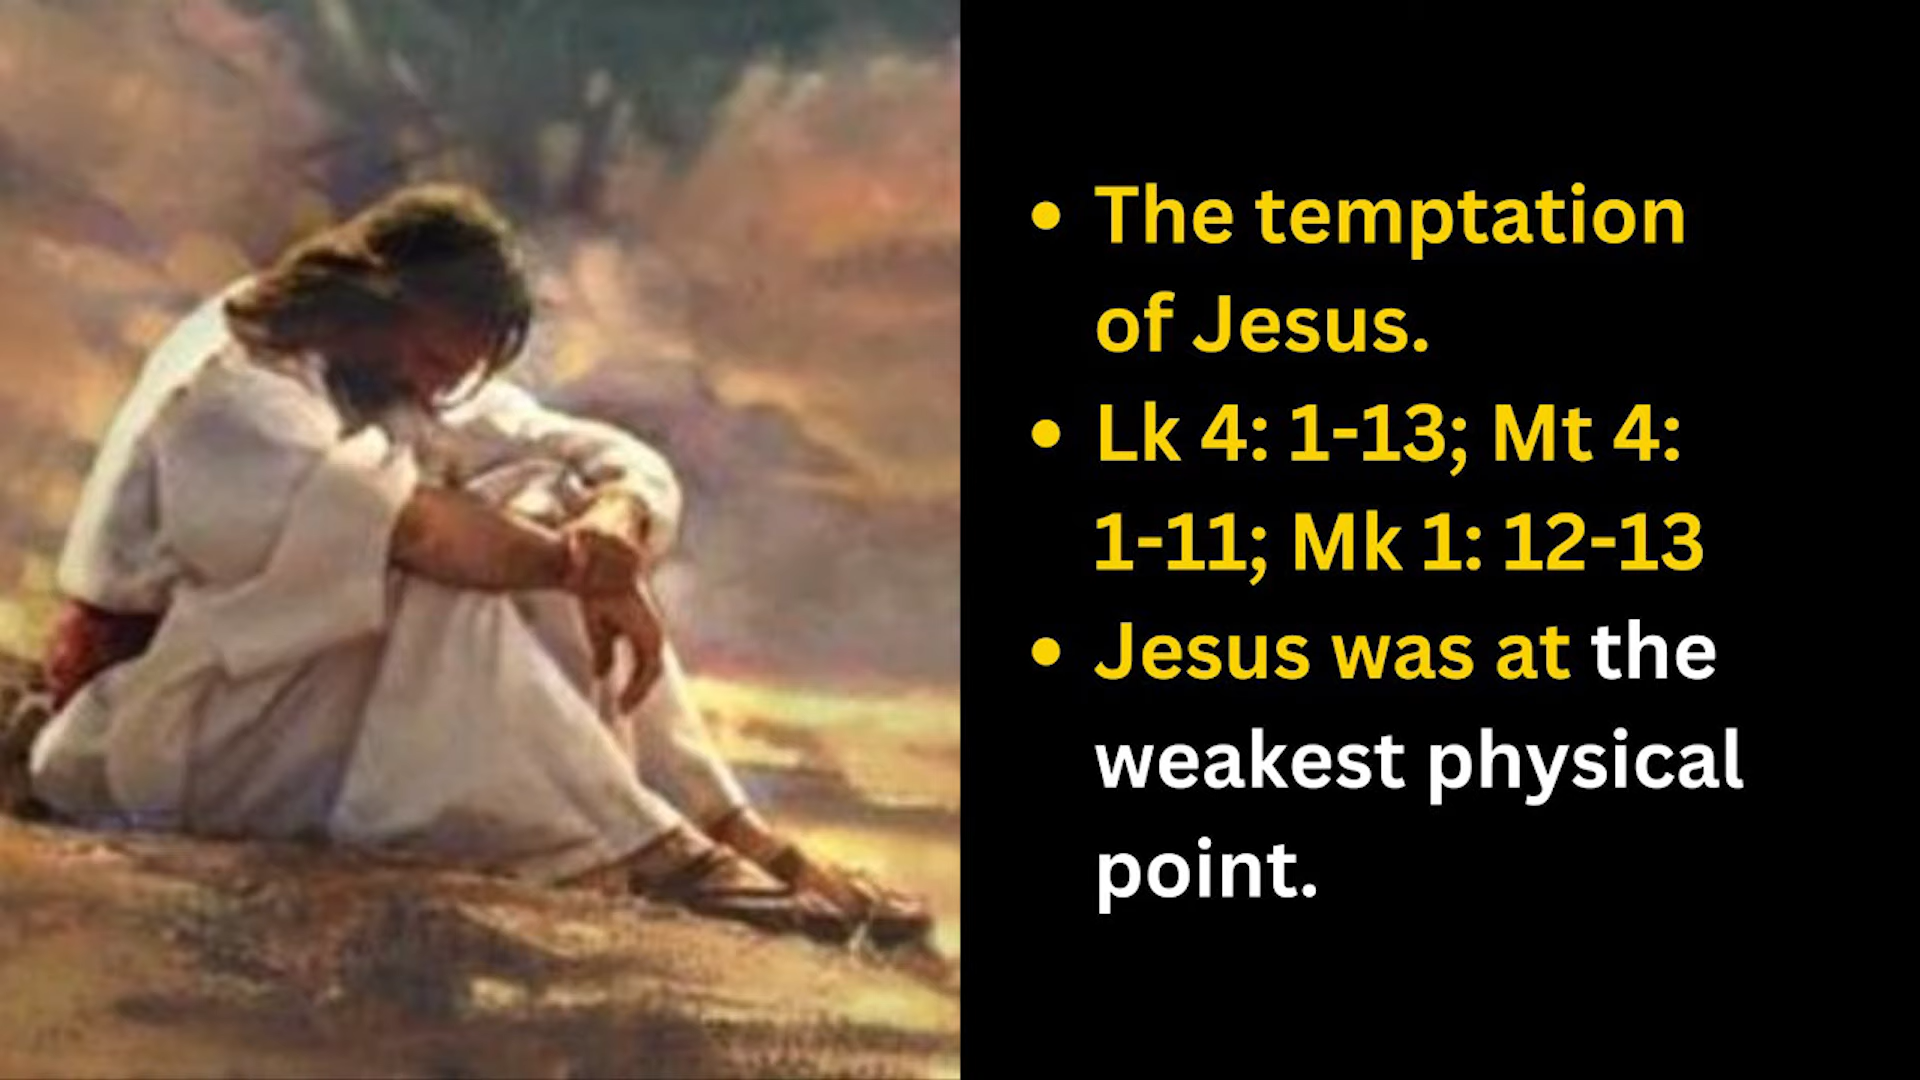 • The temptation
of Jesus.
• Lk 4: 1-13; Mt 4:
1-11; Mk 1: 12-13
• Jesus was at the
weakest physical
point.